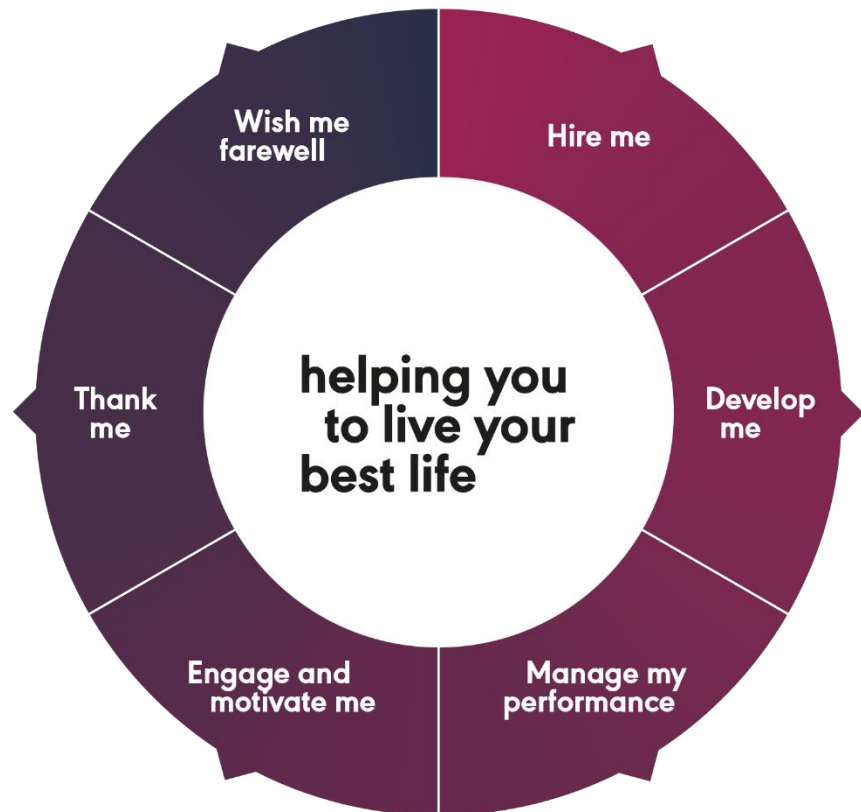 Hire me
Develop
me
Manage my
performance
Engage and
motivate me
Thank
me
Wish me
farewell
helping you
to live your
best life